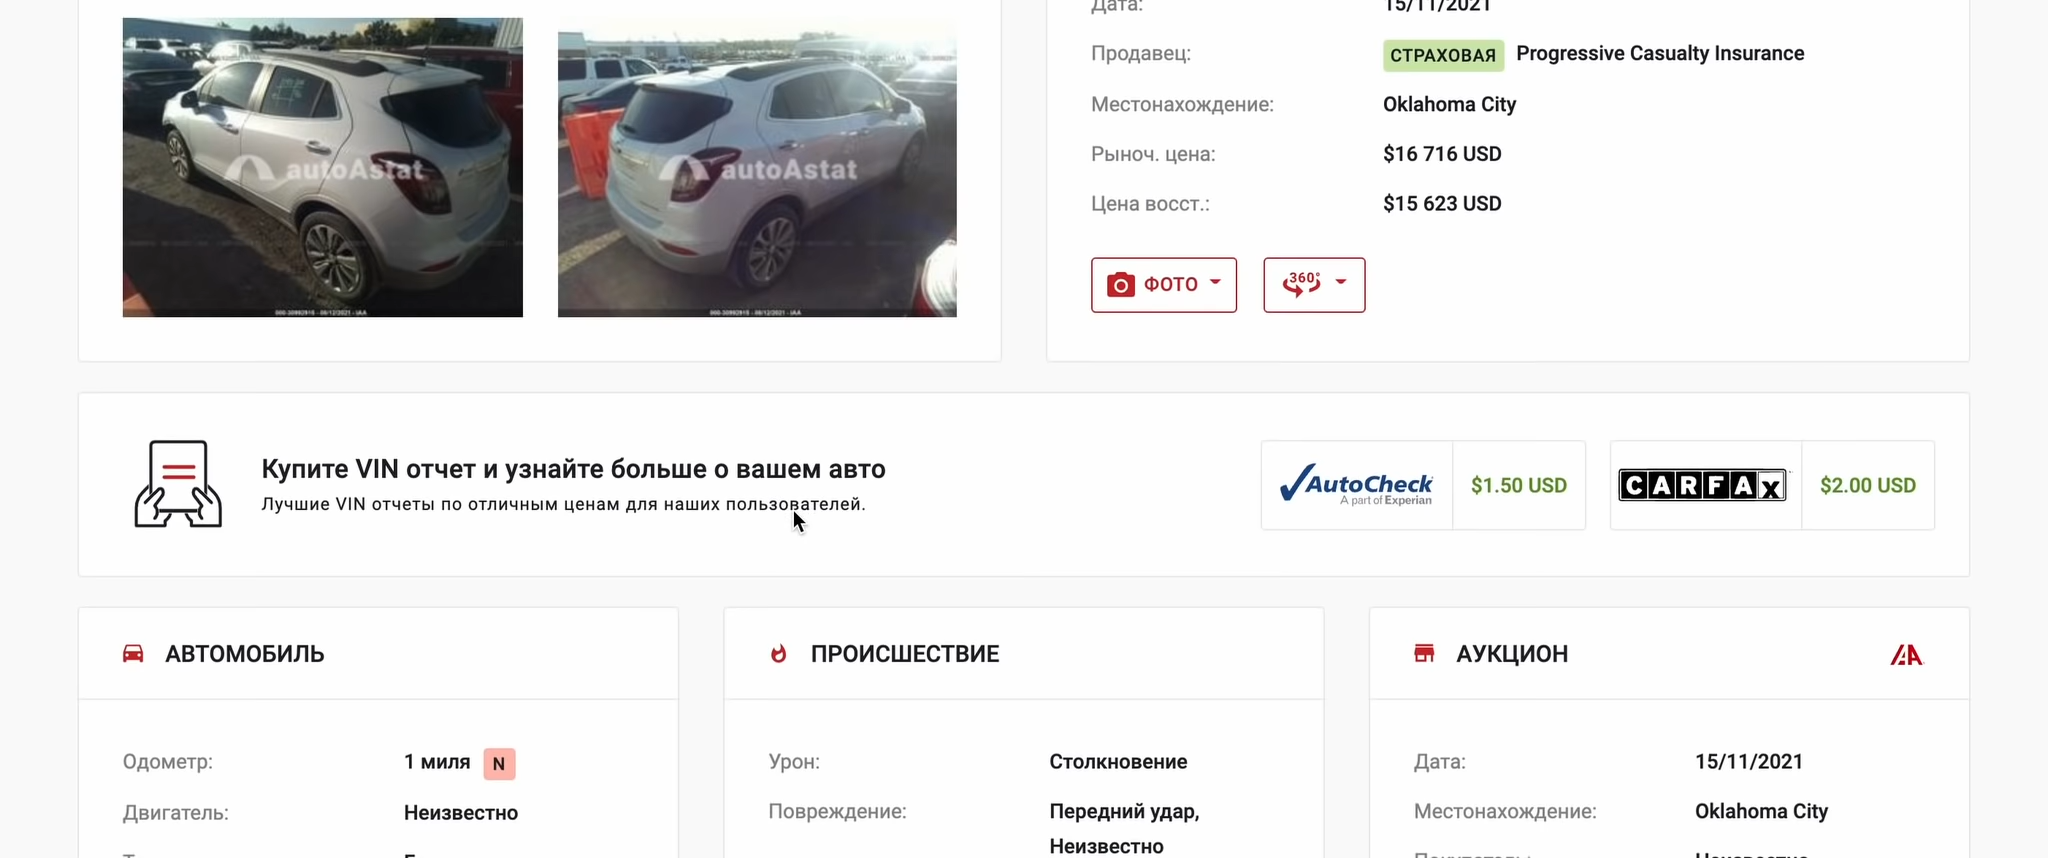 Дата:
15/11/2021
Продавец:
СТРАХОВАЯ Progressive Casualty Insurance
Местонахождение:
Oklahoma City
Рыноч. цена:
$16 716 USD
Цена восст.:
$15 623 USD
autoAstat
autoAstat
ФОТО
360°
Купите VIN отчет и узнайте больше о вашем авто
Лучшие VIN отчеты по отличным ценам для наших пользователей.
AutoCheck
A part of Experian
$1.50 USD
CARFAX
$2.00 USD
АВТОМОБИЛЬ
Одометр:
1 миля N
Двигатель:
Неизвестно
ПРОИСШЕСТВИЕ
Урон:
Столкновение
Повреждение:
Передний удар,
Неизвестно
АУКЦИОН
Дата:
15/11/2021
Местонахождение:
Oklahoma City